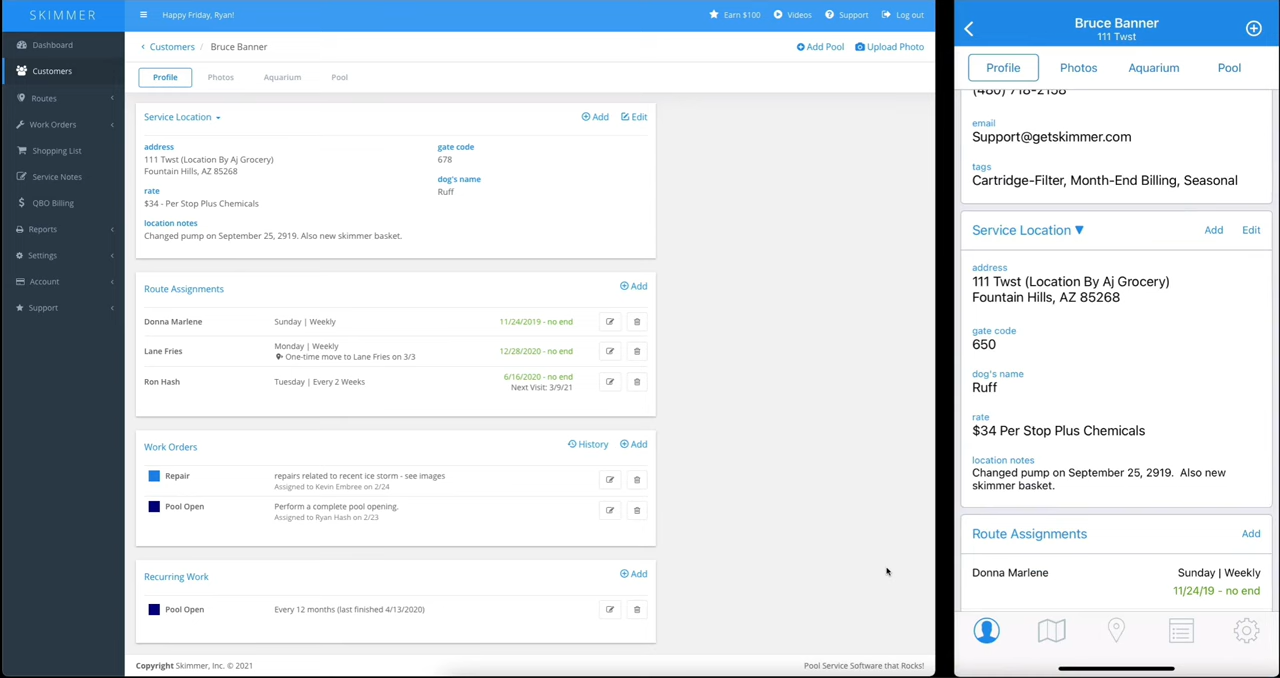 SKIMMER
Happy Friday, Ryan!
Earn $100
Videos
Support
Log out
Dashboard
Customers
Routes
Work Orders
Shopping List
Service Notes
QBO Billing
Reports
Settings
Account
Support
Customers / Bruce Banner
Add Pool
Upload Photo
Profile
Photos
Aquarium
Pool
Service Location
Add
Edit
address
111 Twst (Location By Aj Grocery)
Fountain Hills, AZ 85268
rate
$34 - Per Stop Plus Chemicals
location notes
Changed pump on September 25, 2919. Also new skimmer basket.
gate code
678
dog's name
Ruff
Route Assignments
Add
Donna Marlene
Sunday | Weekly
11/24/2019 - no end
Lane Fries
Monday | Weekly
One-time move to Lane Fries on 3/3
12/28/2020 - no end
Ron Hash
Tuesday | Every 2 Weeks
6/16/2020 - no end
Next Visit: 3/9/21
Work Orders
History
Add
Repair
repairs related to recent ice storm - see images
Assigned to Kevin Embree on 2/24
Pool Open
Perform a complete pool opening.
Assigned to Ryan Hash on 2/23
Recurring Work
Add
Pool Open
Every 12 months (last finished 4/13/2020)
Copyright Skimmer, Inc. © 2021
Pool Service Software that Rocks!
Bruce Banner
111 Twst
Profile
Photos
Aquarium
Pool
(480) 718-2158
email
Support@getskimmer.com
tags
Cartridge-Filter, Month-End Billing, Seasonal
Service Location ▼
Add
Edit
address
111 Twst (Location By Aj Grocery)
Fountain Hills, AZ 85268
gate code
650
dog's name
Ruff
rate
$34 Per Stop Plus Chemicals
location notes
Changed pump on September 25, 2919. Also new
skimmer basket.
Route Assignments
Add
Donna Marlene
Sunday | Weekly
11/24/19 - no end